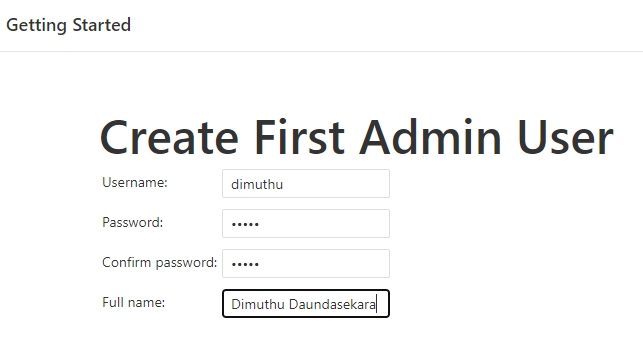 Getting Started
Create First Admin User
Username: dimuthu
Password: •••••
Confirm password: •••••
Full name: Dimuthu Daundasekara